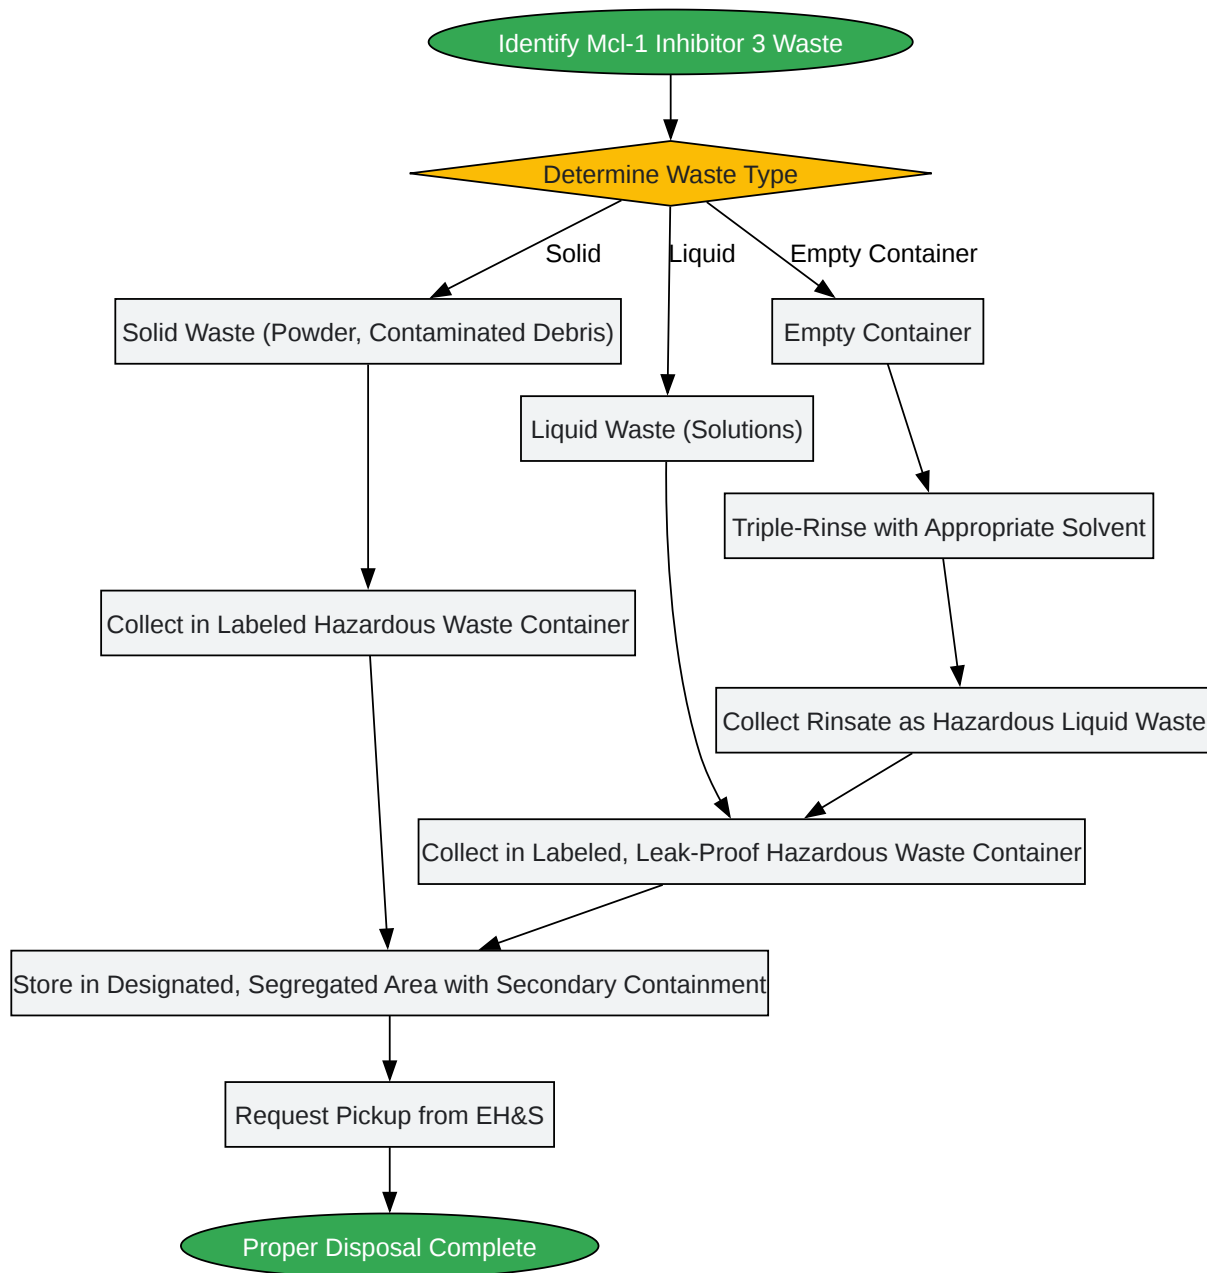 Identify Mcl-1 Inhibitor 3 Waste
Determine Waste Type
Solid
Liquid
Empty Container
Solid Waste (Powder, Contaminated Debris)
Empty Container
Liquid Waste (Solutions)
Triple-Rinse with Appropriate Solvent
Collect in Labeled Hazardous Waste Container
Collect Rinsate as Hazardous Liquid Waste
Collect in Labeled, Leak-Proof Hazardous Waste Container
Store in Designated, Segregated Area with Secondary Containment
Request Pickup from EH&S
Proper Disposal Complete